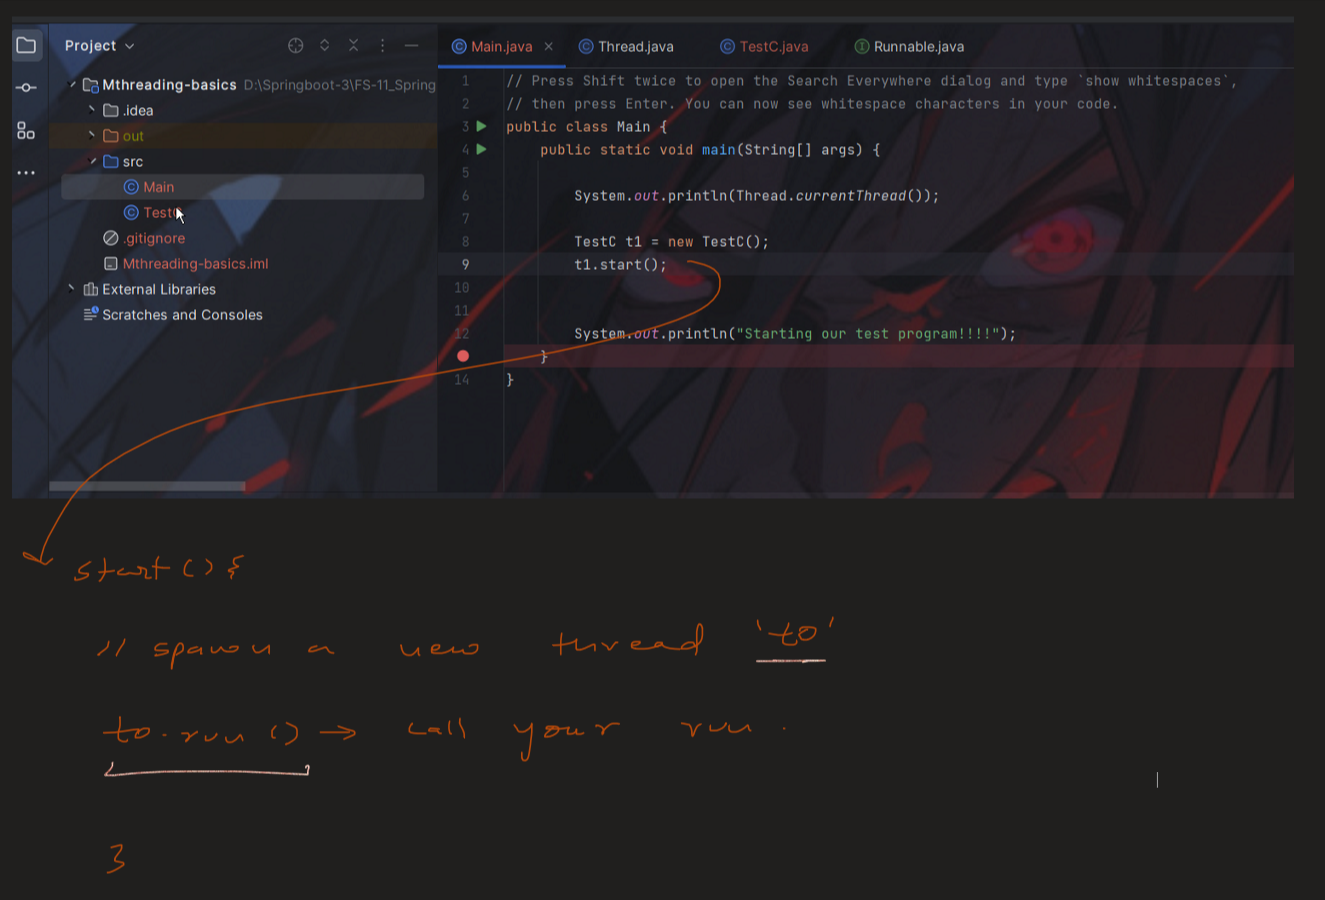 Project
Mthreading-basics D:\Springboot-3\FS-11_Spring
.idea
out
src
Main
TestC
.gitignore
Mthreading-basics.iml
External Libraries
Scratches and Consoles
Main.java Thread.java TestC.java Runnable.java
1 // Press Shift twice to open the Search Everywhere dialog and type `show whitespaces`,
2 // then press Enter. You can now see whitespace characters in your code.
3 public class Main {
4 public static void main(String[] args) {
5
6 System.out.println(Thread.currentThread());
7
8 TestC t1 = new TestC();
9 t1.start();
10
11
12 System.out.println("Starting our test program!!!!");
}
14 }
start () {
// spawn a new thread 'to'
to.run () → call your run.
}